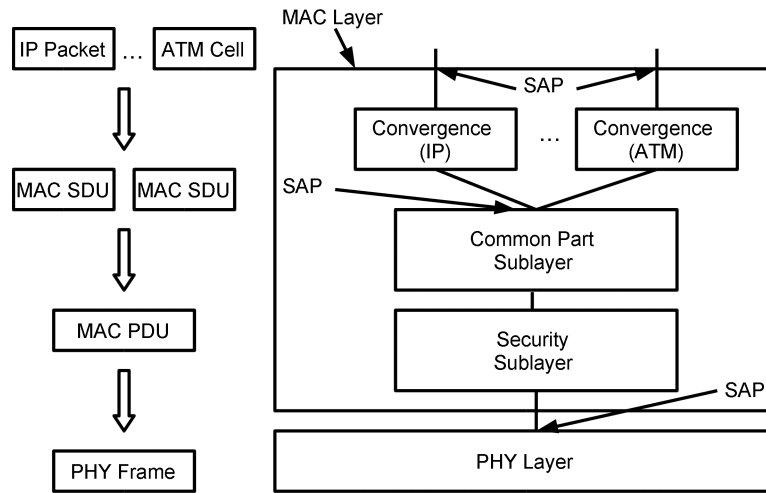 MAC Layer
IP Packet ... ATM Cell
SAP
Convergence
(IP)
...
Convergence
(ATM)
MAC SDU
MAC SDU
SAP
Common Part
Sublayer
MAC PDU
Security
Sublayer
SAP
PHY Frame
PHY Layer